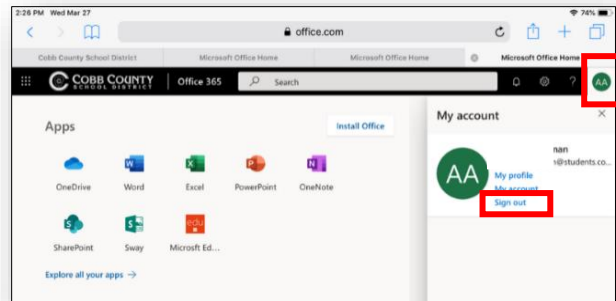 2:26 PM Wed Mar 27
74%
office.com
Cobb County School District
Microsoft Office Home
Microsoft Office Home
Microsoft Office Home
COBB COUNTY
SCHOOL DISTRICT
Office 365
Search
?
AA
Apps
Install Office
My account
OneDrive
Word
Excel
PowerPoint
OneNote
AA
nan
n@students.co...
My profile
My account
Sign out
SharePoint
Sway
Microsft Ed...
Explore all your apps →